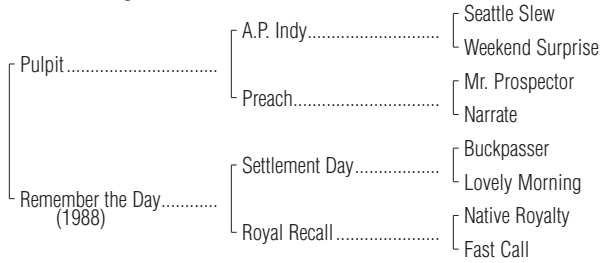 Seattle Slew
A.P. Indy..............................
Weekend Surprise
Pulpit................................
Mr. Prospector
Preach.................................
Narrate
Buckpasser
Settlement Day..................
Lovely Morning
Remember the Day............
(1988)
Native Royalty
Royal Recall......................
Fast Call